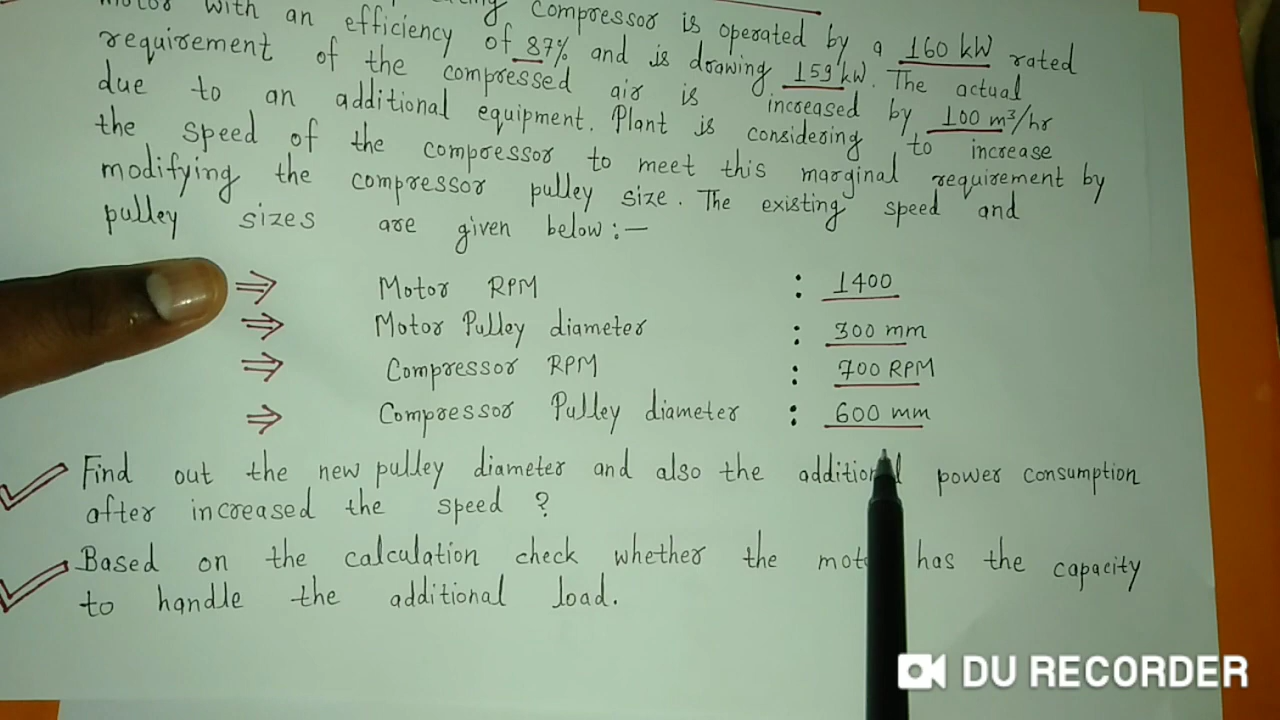 Motor with an efficiency of 87% and is drawing 159 kW. The actual
compressor is operated by a 160 kW rated
requirement of the compressed air is increased by 100 m³/hr
due to an additional equipment. Plant is considering to increase
the speed of the compressor to meet this marginal requirement by
modifying the compressor pulley size. The existing speed and
pulley sizes are given below :—
⇒ Motor RPM : 1400
⇒ Motor Pulley diameter : 300 mm
⇒ Compressor RPM : 700 RPM
⇒ Compressor Pulley diameter : 600 mm
Find out the new pulley diameter and also the additional power consumption
after increased the speed ?
Based on the calculation check whether the motor has the capacity
to handle the additional load.
DU RECORDER